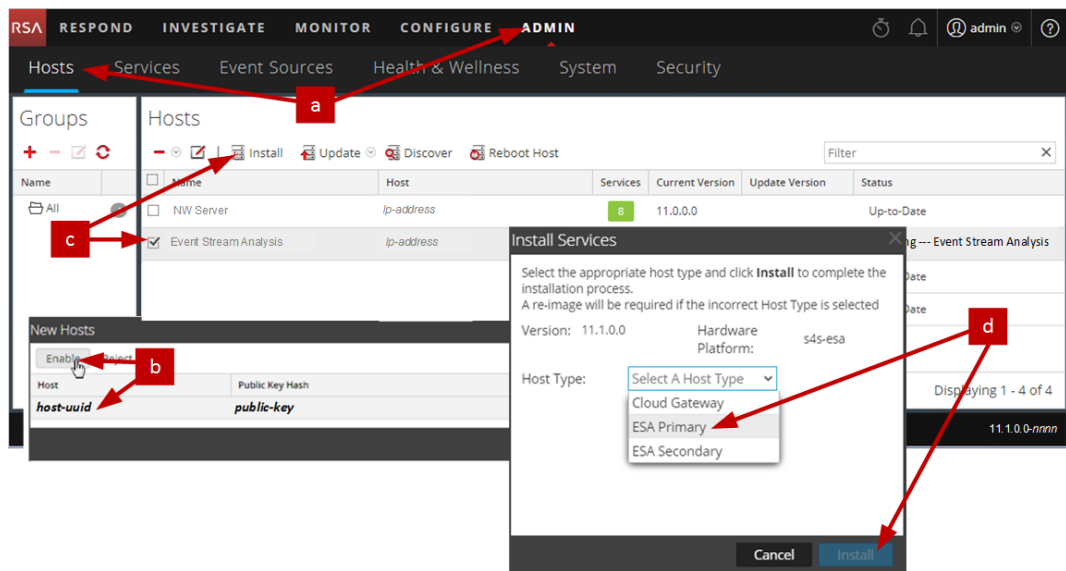 RSA RESPOND INVESTIGATE MONITOR CONFIGURE ADMIN admin ?
Hosts Services Event Sources Health & Wellness System Security
a
Groups
Hosts
Install Update Discover Reboot Host Filter X
Name
Name Host Services Current Version Update Version Status
All
NW Server Ip-address 8 11.0.0.0 Up-to-Date
c
Event Stream Analysis Ip-address ng --- Event Stream Analysis
Install Services
Select the appropriate host type and click Install to complete the
installation process.
A re-image will be required if the incorrect Host Type is selected
Date
Date
Version: 11.1.0.0 Hardware
Platform: s4s-esa
d
New Hosts
Enable Reject
b
Host Public Key Hash
host-uuid public-key
Host Type: Select A Host Type
Cloud Gateway
ESA Primary
ESA Secondary
Displaying 1 - 4 of 4
11.1.0.0-nnnn
Cancel Install